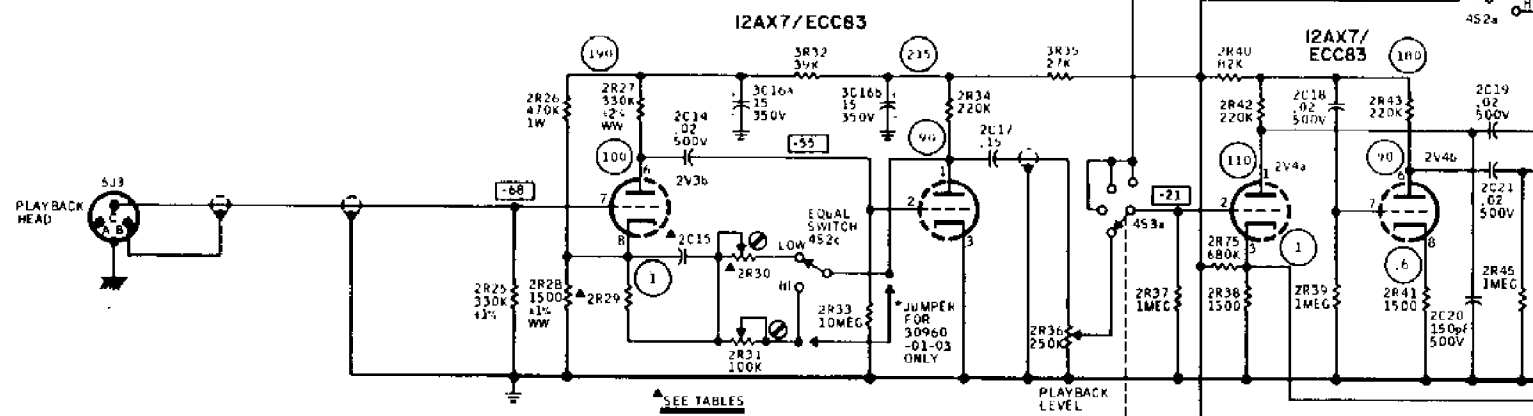 12AX7/ECC83
4S2a
12AX7/
ECC83
190
3R32
39K
215
3R35
27K
2R40
82K
180
2R26
470K
1W
2R27
330K
±2%
WW
3C16a
15
350V
3C16b
15
350V
2R34
220K
2R42
220K
2C18
.02
500V
2R43
220K
2C19
.02
500V
2C14
.02
500V
-55
90
2C17
.15
100
6
1
110
1
2V4a
90
2V4b
6
5J3
PLAYBACK
HEAD
C
A B
-68
7
2V3b
2
-21
2
7
2C21
.02
500V
EQUAL
SWITCH
4S2c
4S3a
8
2C15
LOW
3
2R75
680K
3
1
8
1
2R30
.6
2R25
330K
±1%
2R28
1500
±1%
WW
2R29
HI
2R33
10MEG
*JUMPER
FOR
30960
-01-03
ONLY
2R36
250K
2R37
1MEG
2R38
1500
2R39
1MEG
2R41
1500
2C20
150pf
500V
2R45
1MEG
2R31
100K
SEE TABLES
PLAYBACK
LEVEL